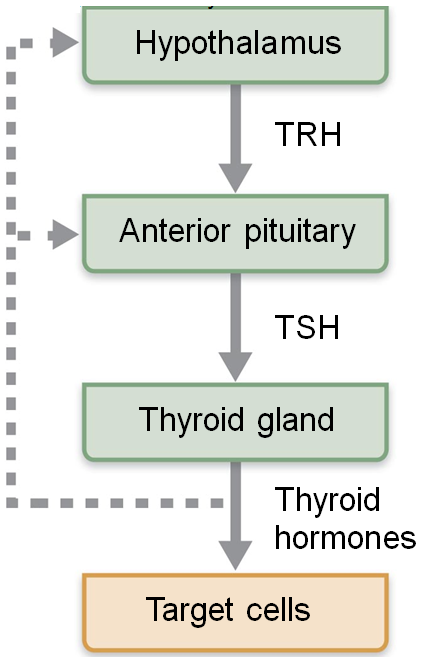 Hypothalamus
TRH
Anterior pituitary
TSH
Thyroid gland
Thyroid
hormones
Target cells